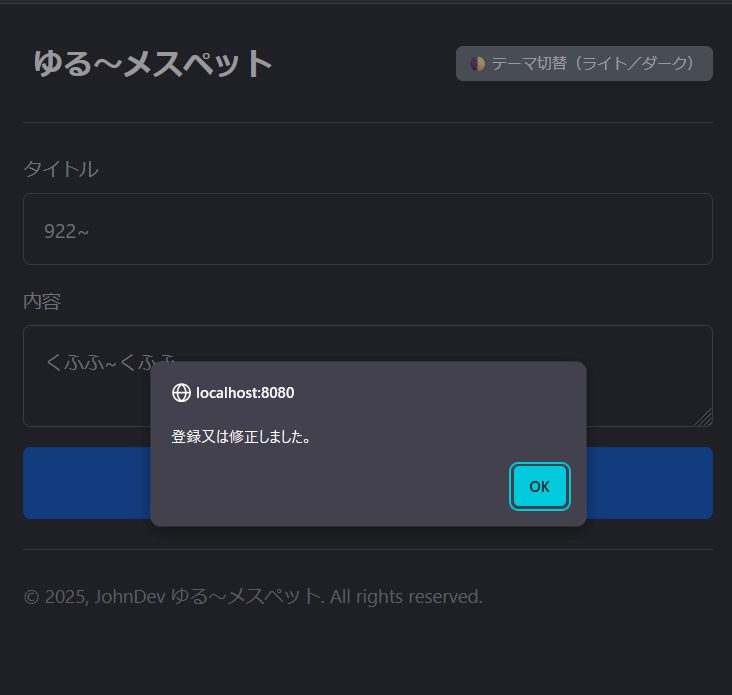 ゆる～メスペット
テーマ切替（ライト／ダーク）
タイトル
922~
内容
くふふ~くふふ
localhost:8080
登録又は修正しました。
OK
© 2025, JohnDev ゆる～メスペット. All rights reserved.